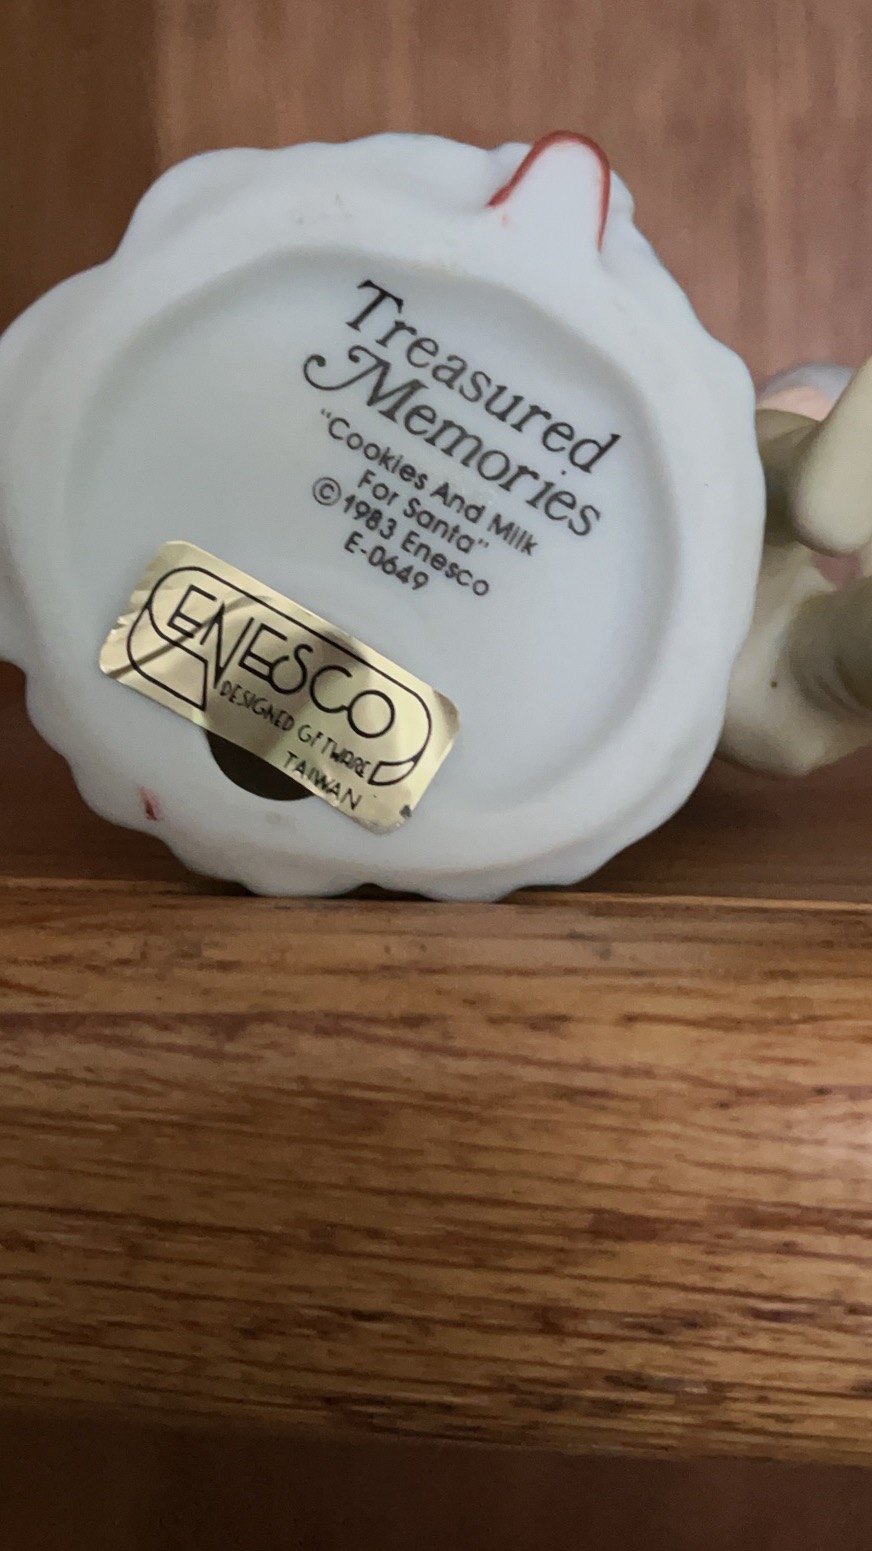 Treasured
Memories
"Cookies And Milk
For Santa"
©1983 Enesco
E-0649
ENESCO
DESIGNED GIFTWARE
TAIWAN